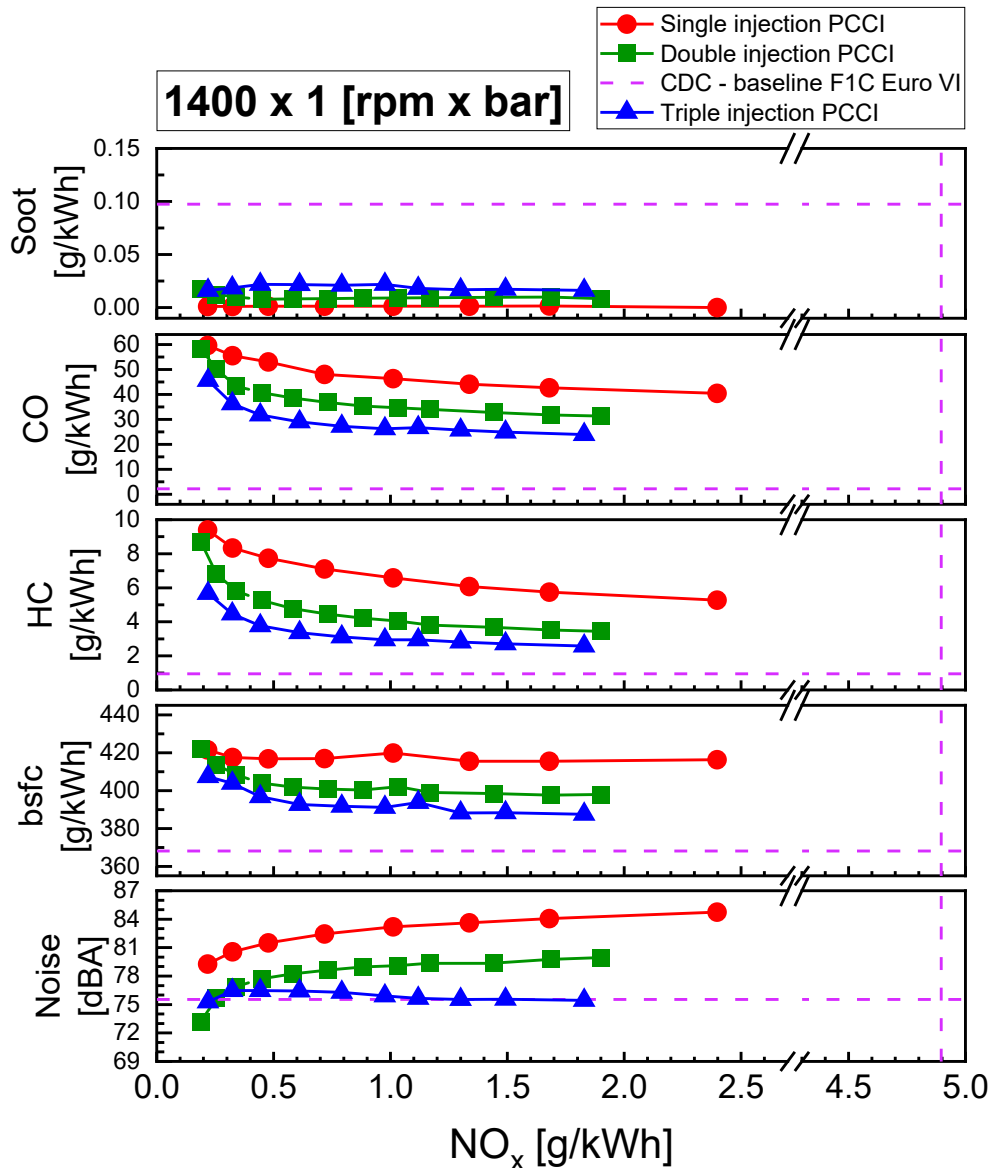 Single injection PCCI
Double injection PCCI
CDC - baseline F1C Euro VI
Triple injection PCCI
1400 x 1 [rpm x bar]
Soot
[g/kWh]
0.15
0.10
0.05
0.00
CO
[g/kWh]
60
50
40
30
20
10
0
HC
[g/kWh]
10
8
6
4
2
0
bsfc
[g/kWh]
440
420
400
380
360
Noise
[dBA]
87
84
81
78
75
72
69
0.0 0.5 1.0 1.5 2.0 2.5 4.5 5.0
NOx [g/kWh]